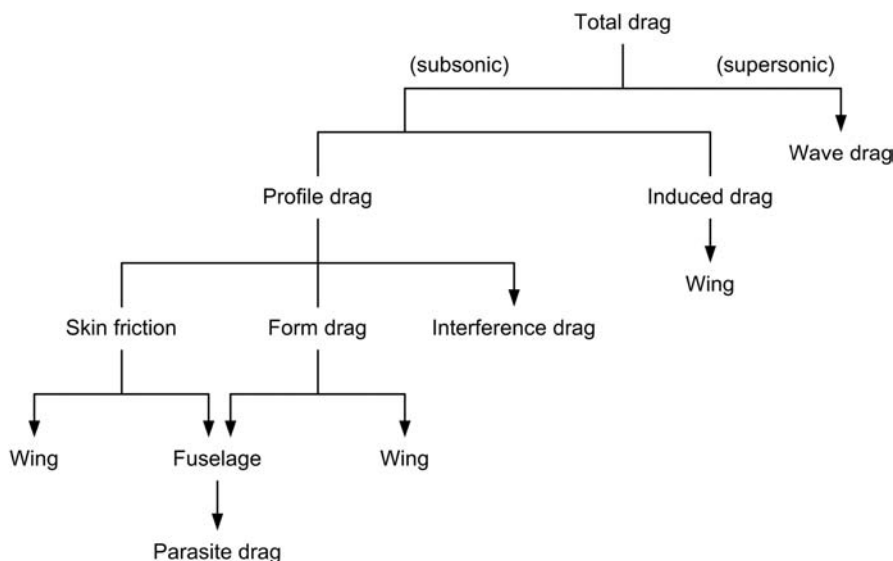 Total drag
(subsonic)
(supersonic)
Wave drag
Profile drag
Induced drag
Wing
Skin friction
Form drag
Interference drag
Wing
Fuselage
Wing
Parasite drag